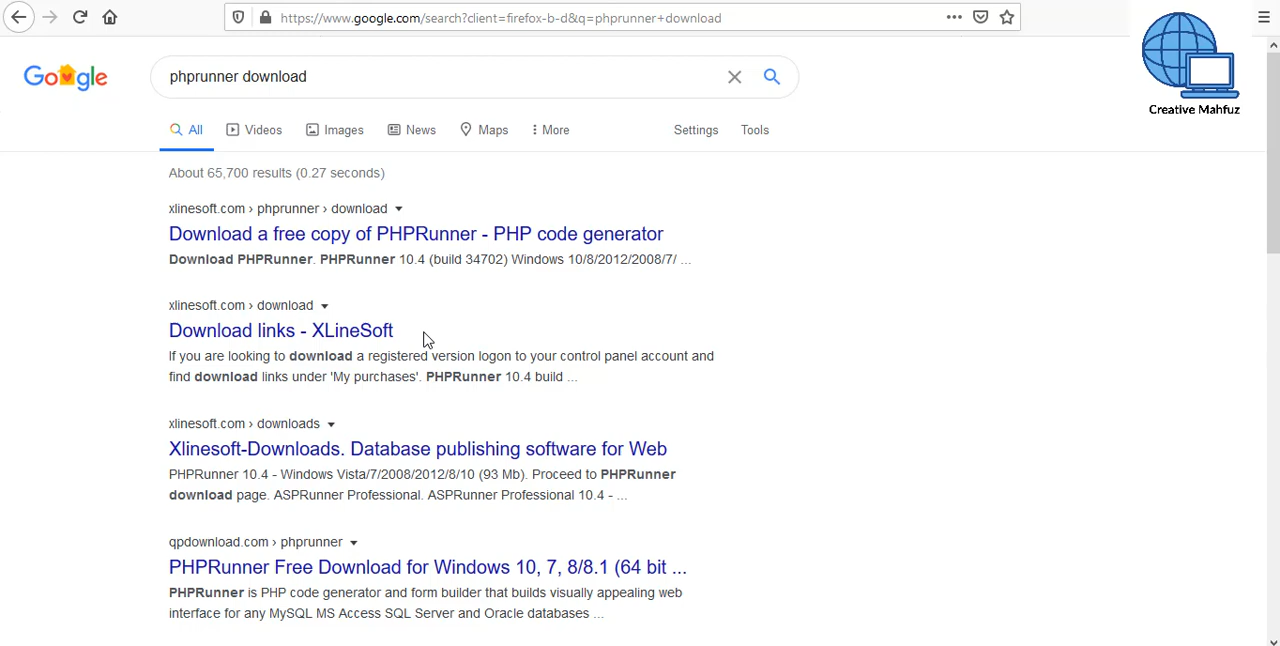 https://www.google.com/search?client=firefox-b-d&q=phprunner+download
Google
phprunner download
All
Videos
Images
News
Maps
More
Settings
Tools
Creative Mahfuz
About 65,700 results (0.27 seconds)
xlinesoft.com › phprunner › download
Download a free copy of PHPRunner - PHP code generator
Download PHPRunner. PHPRunner 10.4 (build 34702) Windows 10/8/2012/2008/7/ ...
xlinesoft.com › download
Download links - XLineSoft
If you are looking to download a registered version logon to your control panel account and
find download links under 'My purchases'. PHPRunner 10.4 build ...
xlinesoft.com › downloads
Xlinesoft-Downloads. Database publishing software for Web
PHPRunner 10.4 - Windows Vista/7/2008/2012/8/10 (93 Mb). Proceed to PHPRunner
download page. ASPRunner Professional. ASPRunner Professional 10.4 - ...
qpdownload.com › phprunner
PHPRunner Free Download for Windows 10, 7, 8/8.1 (64 bit ...
PHPRunner is PHP code generator and form builder that builds visually appealing web
interface for any MySQL MS Access SQL Server and Oracle databases ...